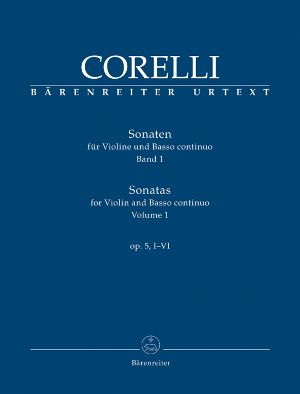 CORELLI
BÄRENREITER URTEXT
Sonaten
für Violine und Basso continuo
Band 1
Sonatas
for Violin and Basso continuo
Volume 1
op. 5, I–VI
Bärenreiter